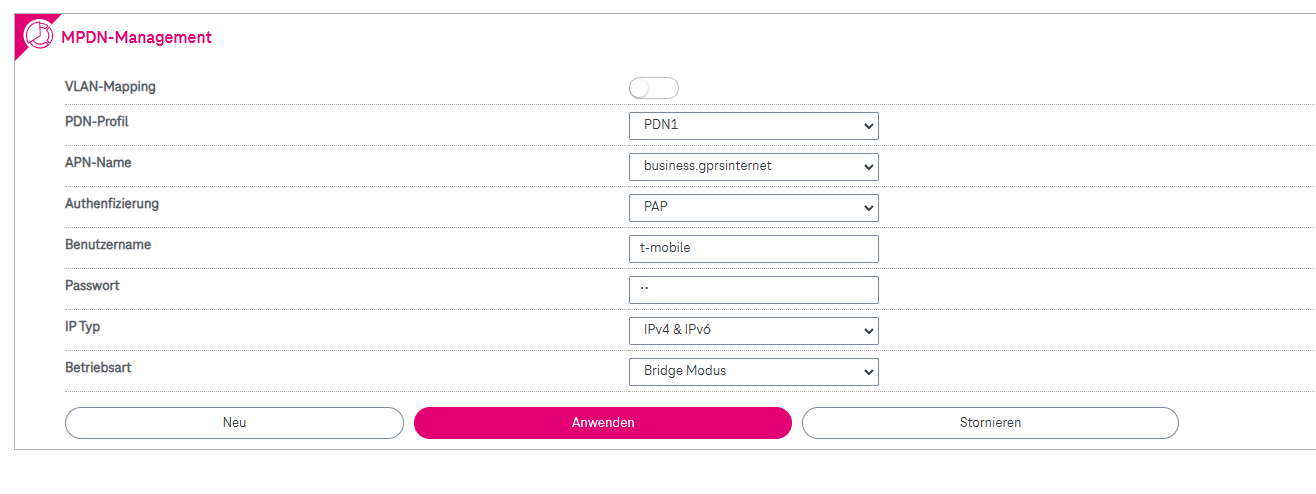 MPDN-Management
VLAN-Mapping
PDN-Profil PDN1
APN-Name business.gprsinternet
Authenfizierung PAP
Benutzername t-mobile
Passwort ··
IP Typ IPv4 & IPv6
Betriebsart Bridge Modus
Neu Anwenden Stornieren